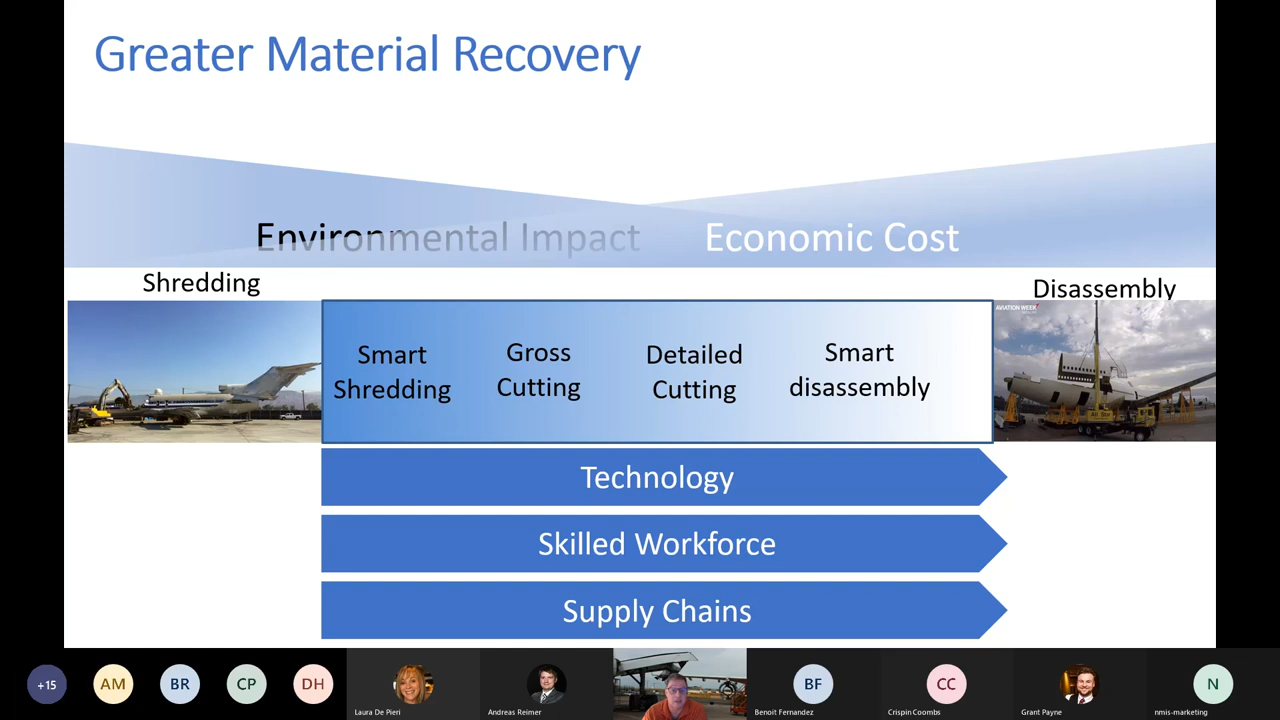 Greater Material Recovery
Environmental Impact
Economic Cost
Shredding
Disassembly
AVIATION WEEK
Smart
Shredding
Gross
Cutting
Detailed
Cutting
Smart
disassembly
Technology
Skilled Workforce
Supply Chains
+15
AM
BR
CP
DH
Laura De Pieri
Andreas Reimer
BF
Benoit Fernandez
CC
Crispin Coombs
Grant Payne
N
nmis-marketing